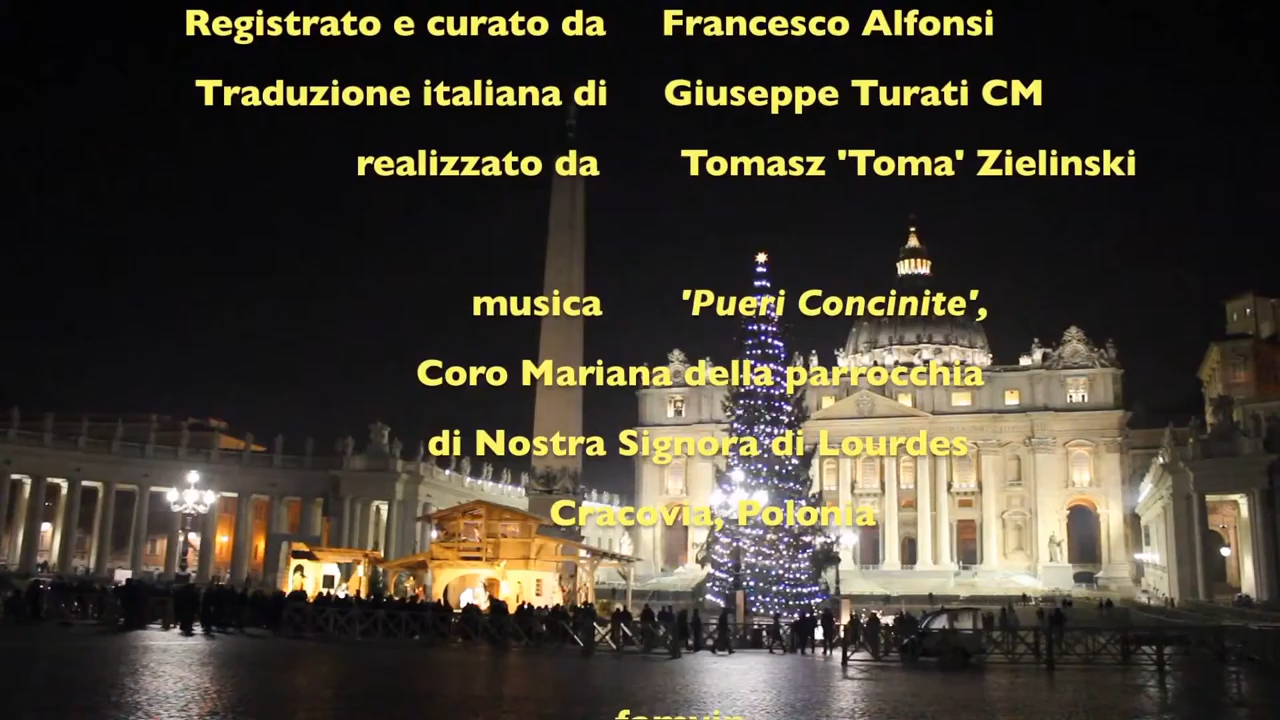 Registrato e curato da Francesco Alfonsi
Traduzione italiana di Giuseppe Turati CM
realizzato da Tomasz 'Toma' Zielinski
musica 'Pueri Concinite',
Coro Mariana della parrocchia
di Nostra Signora di Lourdes
Cracovia, Polonia